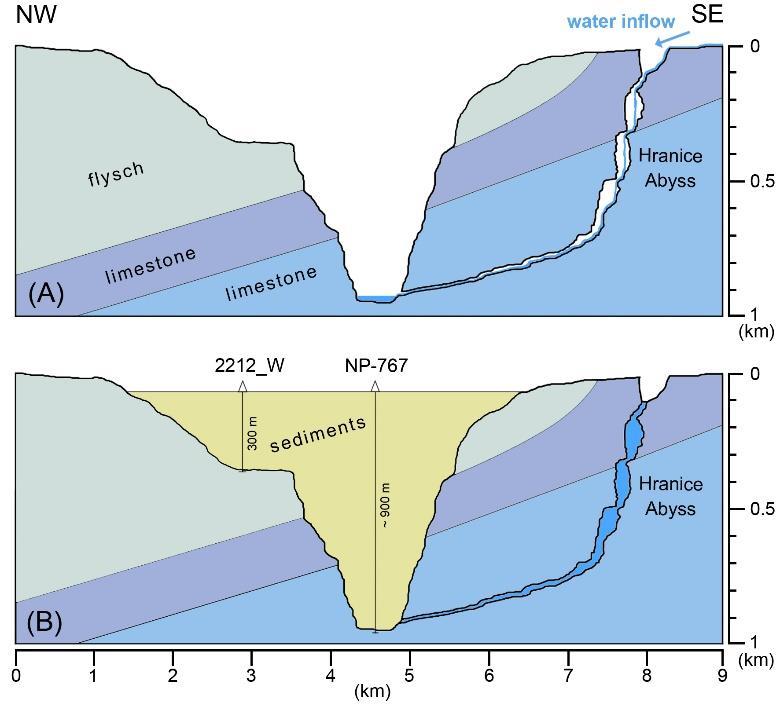 NW
SE
water inflow
0
flysch
Hranice
Abyss
0.5
limestone
limestone
(A)
1
(km)
2212_W
NP-767
0
300 m
sediments
~ 900 m
Hranice
Abyss
0.5
(B)
1
(km)
0 1 2 3 4 5 6 7 8 9
(km)